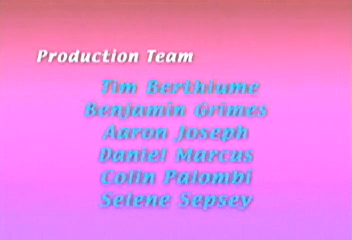 Production Team
Tim Berthiume
Benjamin Grimes
Aaron Joseph
Daniel Marcus
Colin Palombi
Selene Sepsey